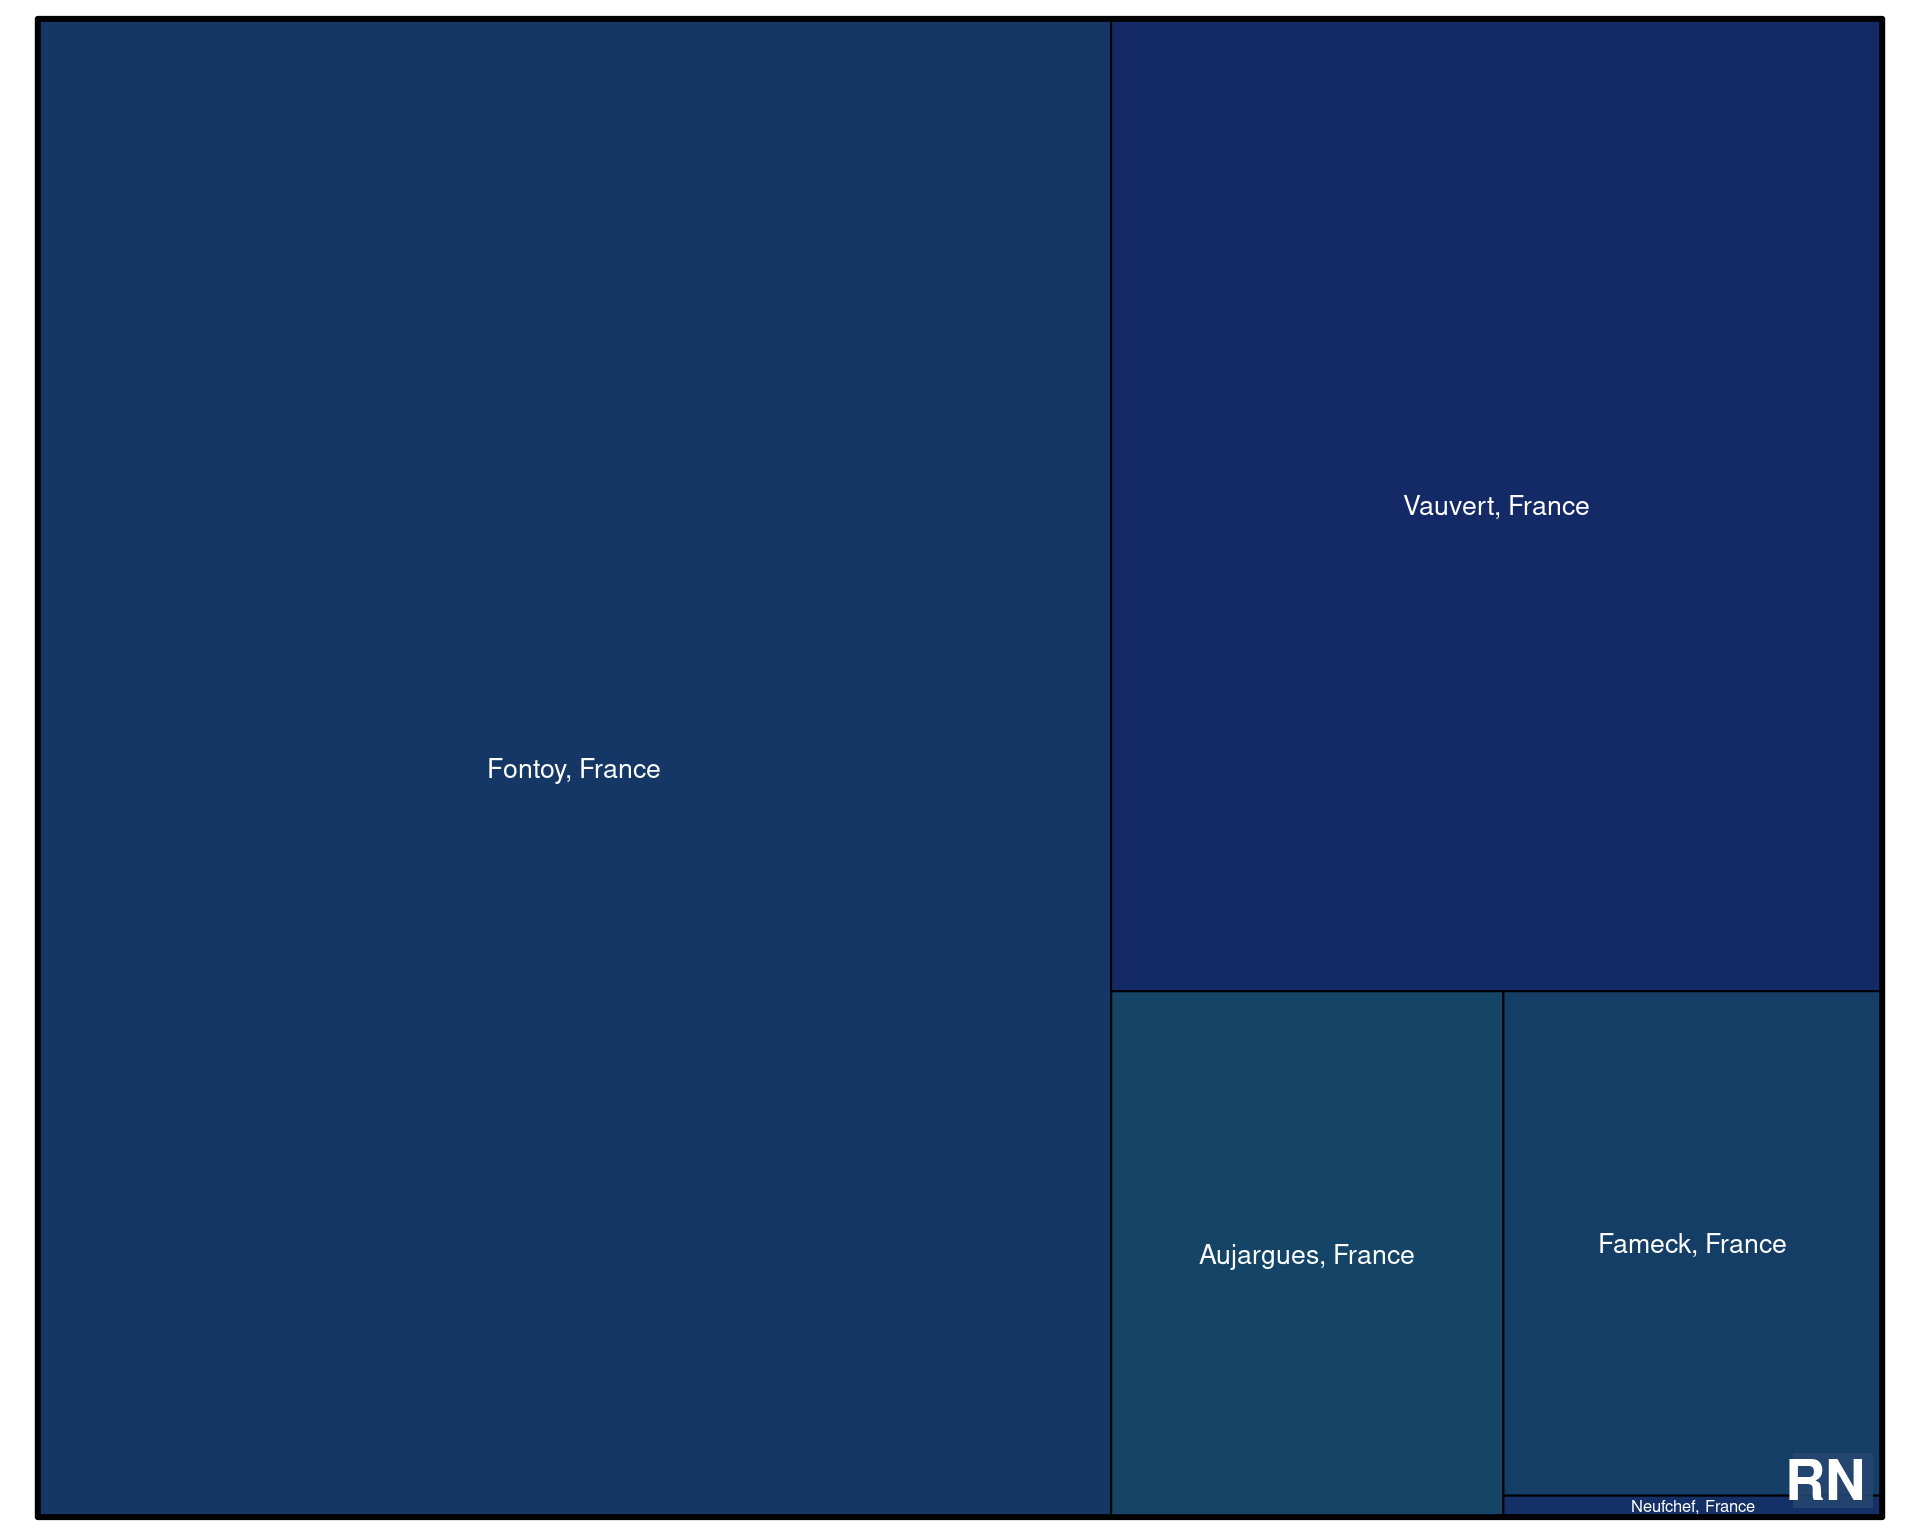 Vauvert, France
Fontoy, France
Aujargues, France
Fameck, France
RN
Neufchef, France